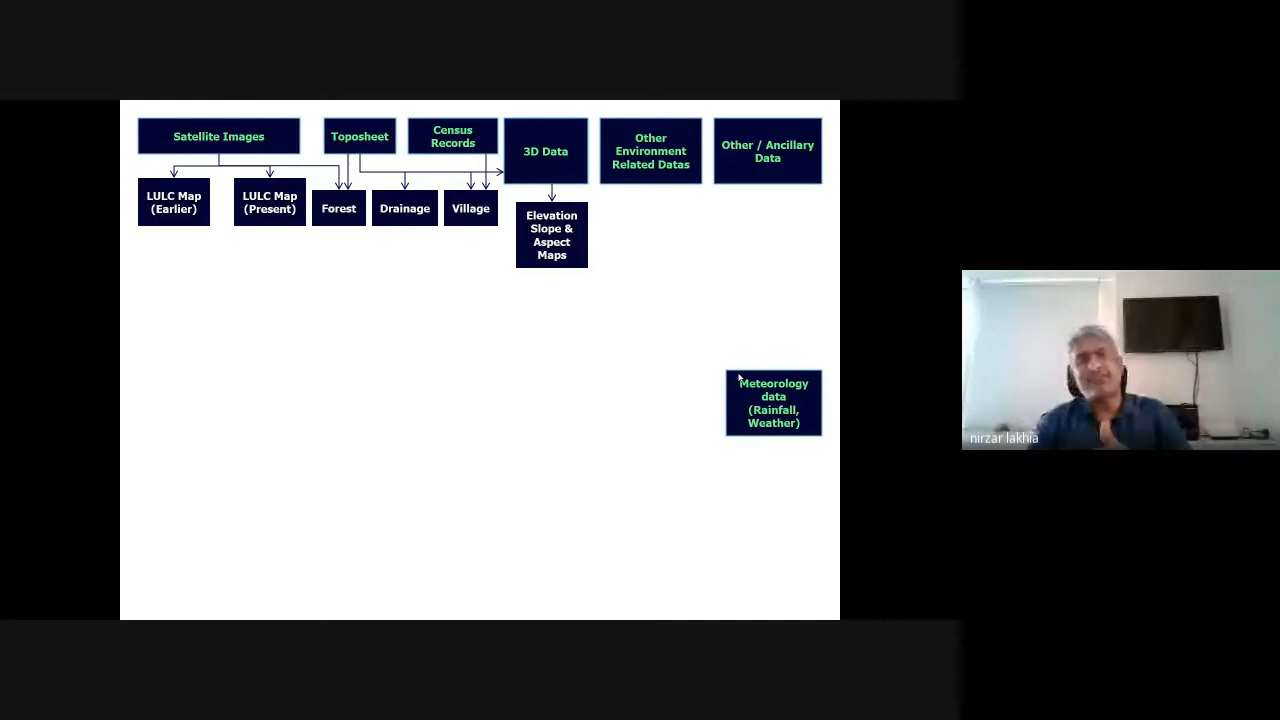 Satellite Images
Toposheet
Census
Records
3D Data
Other
Environment
Related Datas
Other / Ancillary
Data
LULC Map
(Earlier)
LULC Map
(Present)
Forest
Drainage
Village
Elevation
Slope &
Aspect
Maps
Meteorology
data
(Rainfall,
Weather)
nirzar lakhia